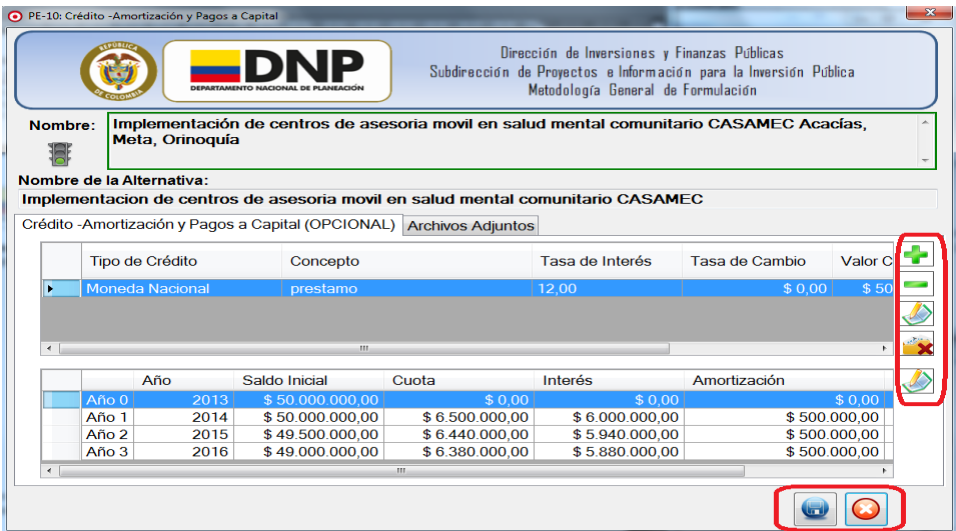 PE-10: Crédito -Amortización y Pagos a Capital
REPÚBLICA
DE COLOMBIA
DNP
DEPARTAMENTO NACIONAL DE PLANEACIÓN
Dirección de Inversiones y Finanzas Públicas
Subdirección de Proyectos e Información para la Inversión Pública
Metodología General de Formulación
Nombre: Implementación de centros de asesoria movil en salud mental comunitario CASAMEC Acacías,
Meta, Orinoquía
Nombre de la Alternativa:
Implementacion de centros de asesoria movil en salud mental comunitario CASAMEC
Crédito -Amortización y Pagos a Capital (OPCIONAL) Archivos Adjuntos
Tipo de Crédito Concepto Tasa de Interés Tasa de Cambio Valor C
Moneda Nacional prestamo 12,00 $ 0,00 $ 50
Año Saldo Inicial Cuota Interés Amortización
Año 0 2013 $ 50.000.000,00 $ 0,00 $ 0,00 $ 0,00
Año 1 2014 $ 50.000.000,00 $ 6.500.000,00 $ 6.000.000,00 $ 500.000,00
Año 2 2015 $ 49.500.000,00 $ 6.440.000,00 $ 5.940.000,00 $ 500.000,00
Año 3 2016 $ 49.000.000,00 $ 6.380.000,00 $ 5.880.000,00 $ 500.000,00